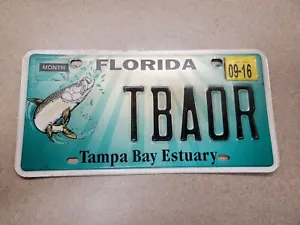 MONTH
FLORIDA
09-16
TBAOR
Tampa Bay Estuary